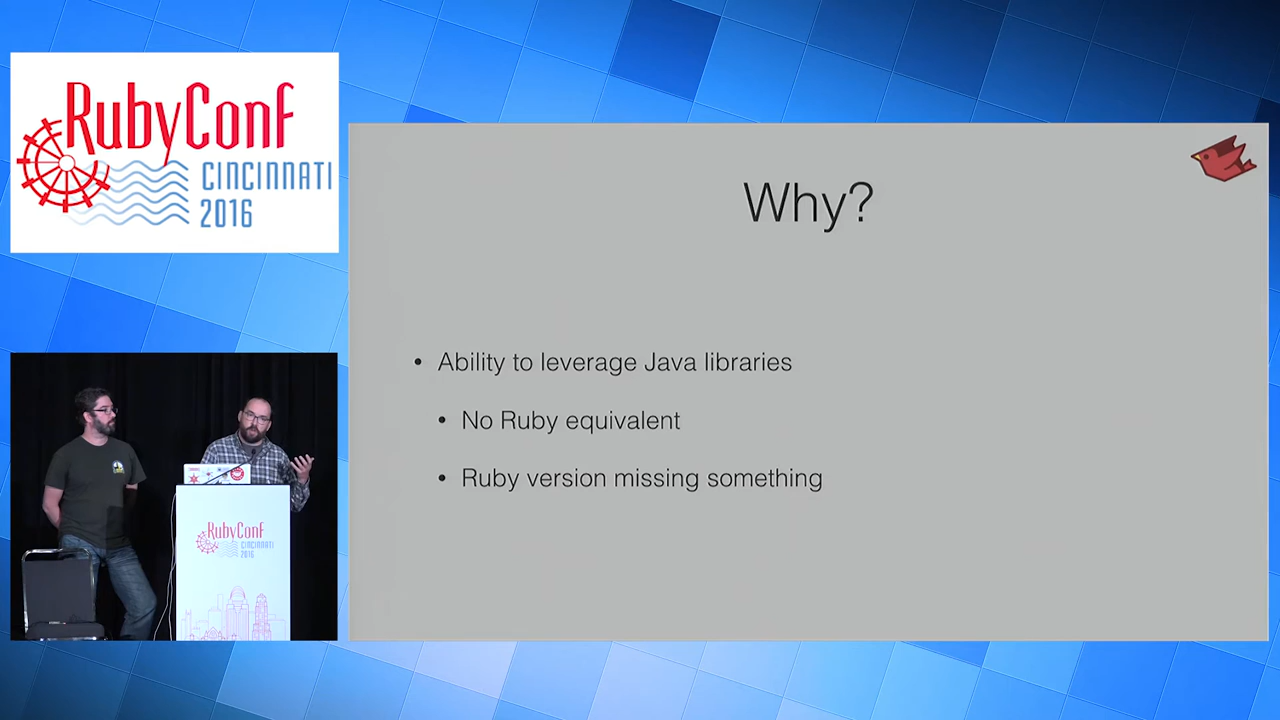 RubyConf
CINCINNATI
2016
Why?
• Ability to leverage Java libraries
• No Ruby equivalent
• Ruby version missing something
RubyConf
CINCINNATI
2016